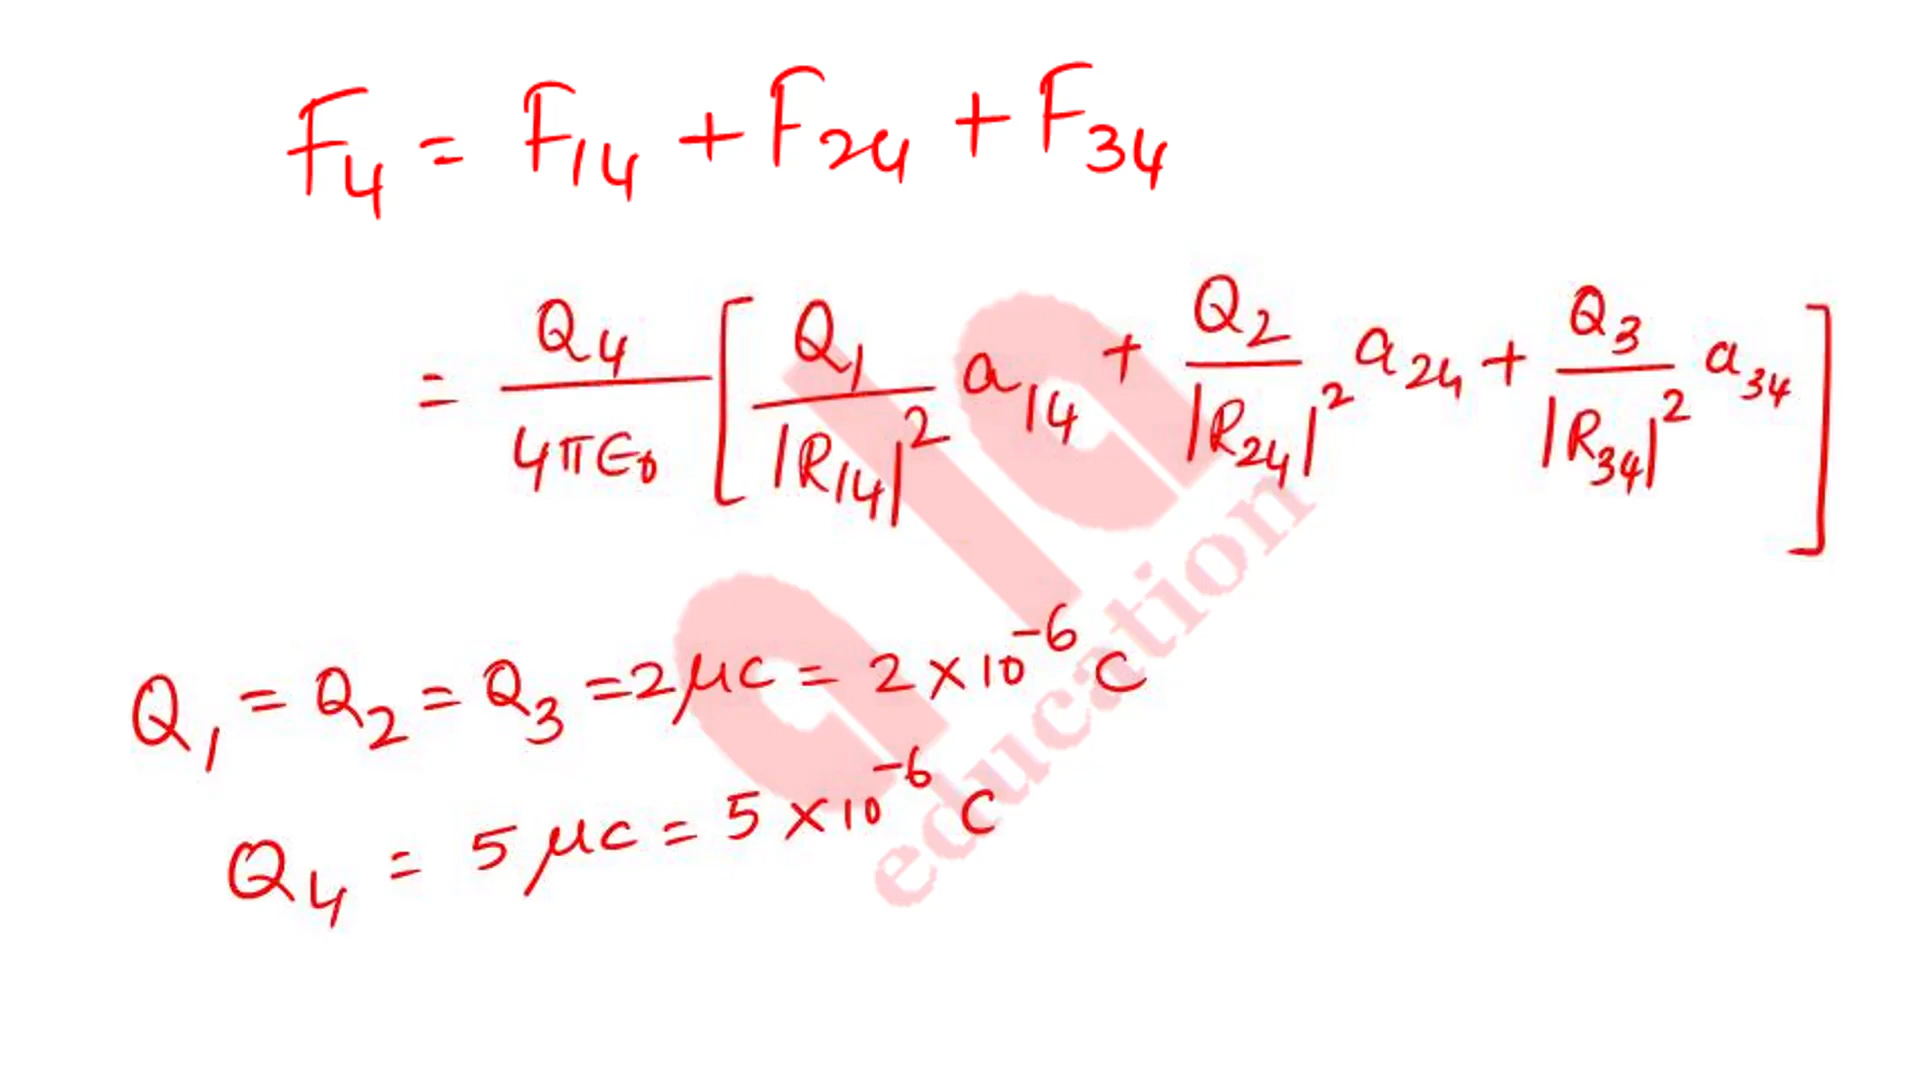 F₄ = F₁₄ + F₂₄ + F₃₄
= Q₄/4πϵ₀ [ Q₁/|R₁₄|² a₁₄ + Q₂/|R₂₄|² a₂₄ + Q₃/|R₃₄|² a₃₄ ]
Q₁ = Q₂ = Q₃ = 2μc = 2×10⁻⁶ C
Q₄ = 5μc = 5×10⁻⁶ C
education